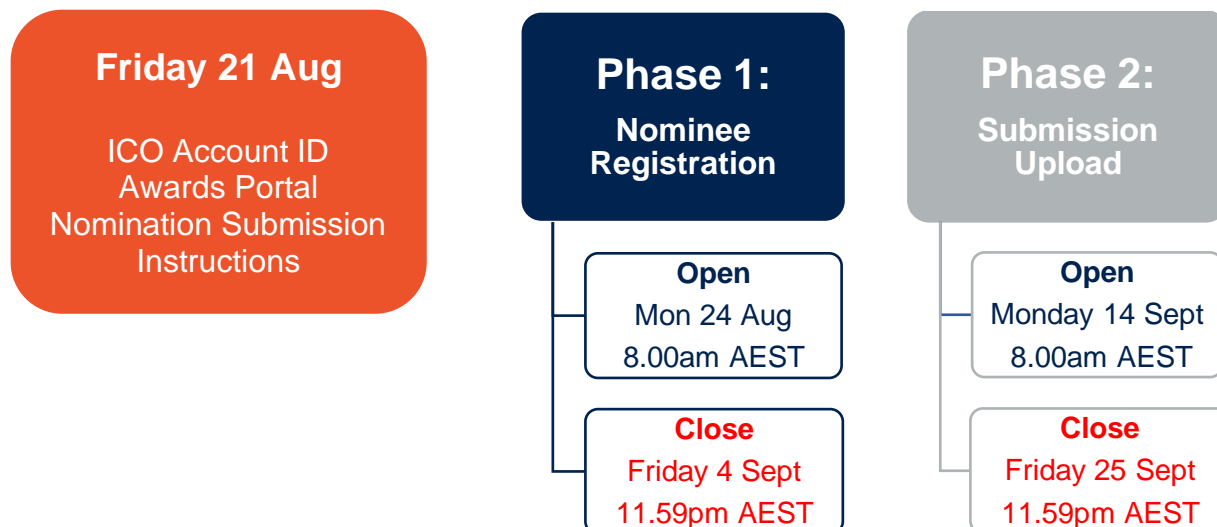 Friday 21 Aug
ICO Account ID
Awards Portal
Nomination Submission
Instructions
Phase 1:
Nominee
Registration
Open
Mon 24 Aug
8.00am AEST
Close
Friday 4 Sept
11.59pm AEST
Phase 2:
Submission
Upload
Open
Monday 14 Sept
8.00am AEST
Close
Friday 25 Sept
11.59pm AEST